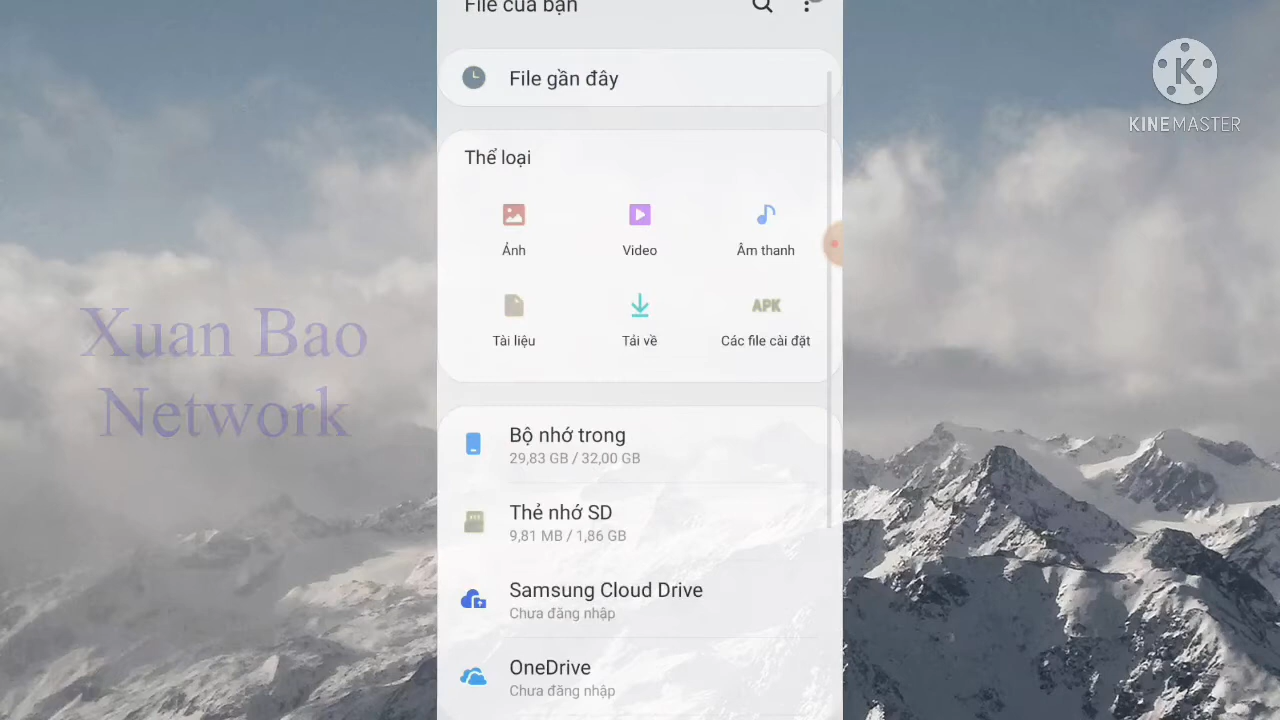 File của bạn
KINEMASTER
File gần đây
Thể loại
Ảnh
Video
Âm thanh
APK
Tài liệu
Tải về
Các file cài đặt
Xuan Bao
Network
Bộ nhớ trong
29,83 GB / 32,00 GB
Thẻ nhớ SD
9,81 MB / 1,86 GB
Samsung Cloud Drive
Chưa đăng nhập
OneDrive
Chưa đăng nhập